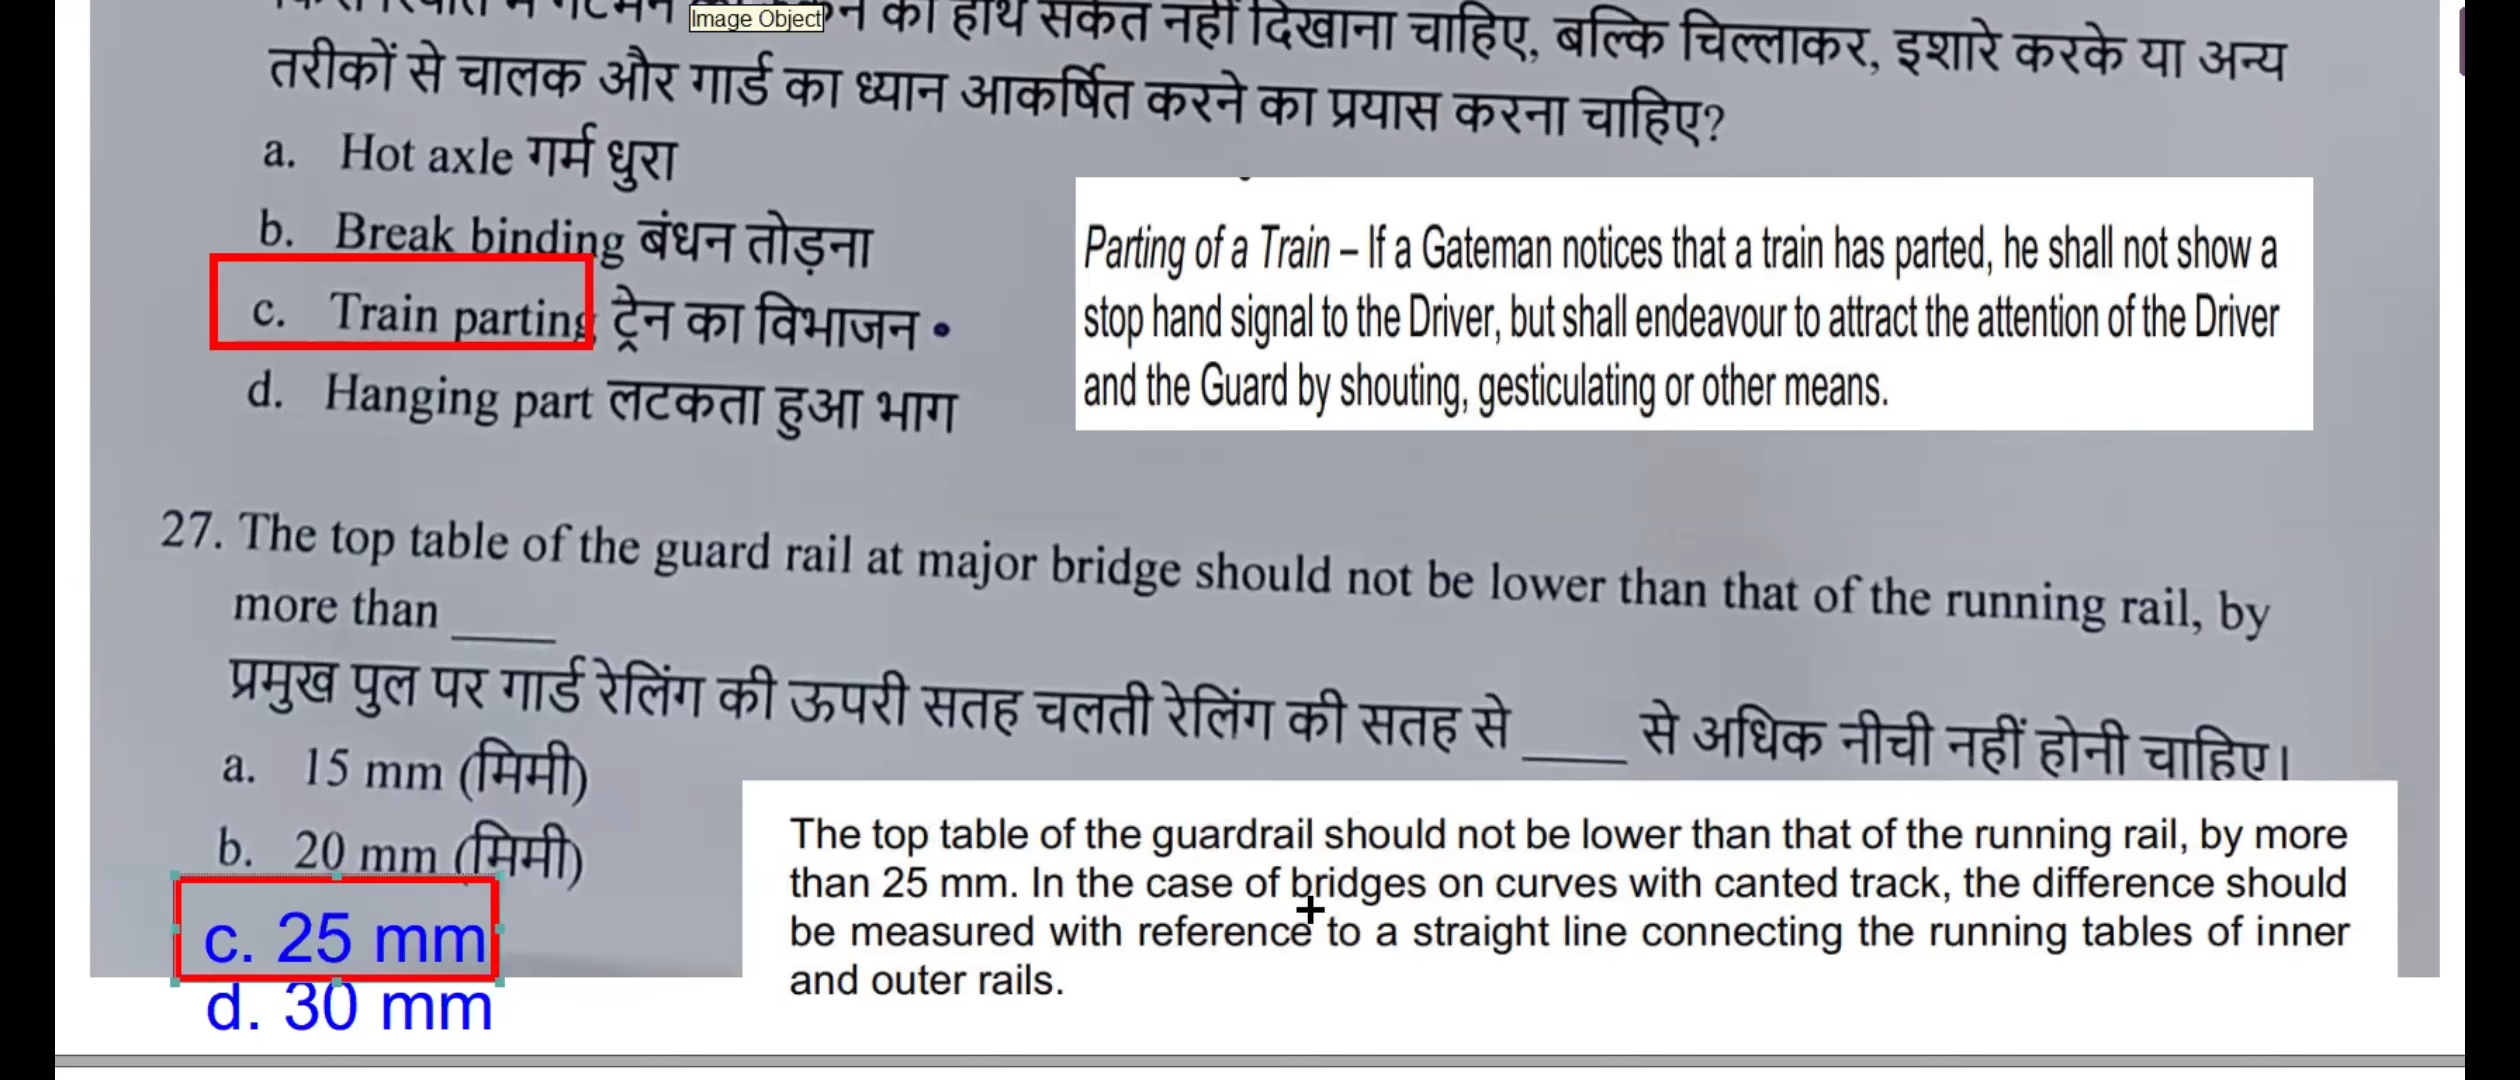 Image Object
को हाथ संकेत नहीं दिखाना चाहिए, बल्कि चिल्लाकर, इशारे करके या अन्य
तरीकों से चालक और गार्ड का ध्यान आकर्षित करने का प्रयास करना चाहिए?
a. Hot axle गर्म धुरा
b. Break binding बंधन तोड़ना
c. Train parting ट्रेन का विभाजन
d. Hanging part लटकता हुआ भाग
Parting of a Train – If a Gateman notices that a train has parted, he shall not show a
stop hand signal to the Driver, but shall endeavour to attract the attention of the Driver
and the Guard by shouting, gesticulating or other means.
27. The top table of the guard rail at major bridge should not be lower than that of the running rail, by
more than ____
प्रमुख पुल पर गार्ड रेलिंग की ऊपरी सतह चलती रेलिंग की सतह से ____ से अधिक नीची नहीं होनी चाहिए।
a. 15 mm (मिमी)
b. 20 mm (मिमी)
c. 25 mm
d. 30 mm
The top table of the guardrail should not be lower than that of the running rail, by more
than 25 mm. In the case of bridges on curves with canted track, the difference should
be measured with reference to a straight line connecting the running tables of inner
and outer rails.